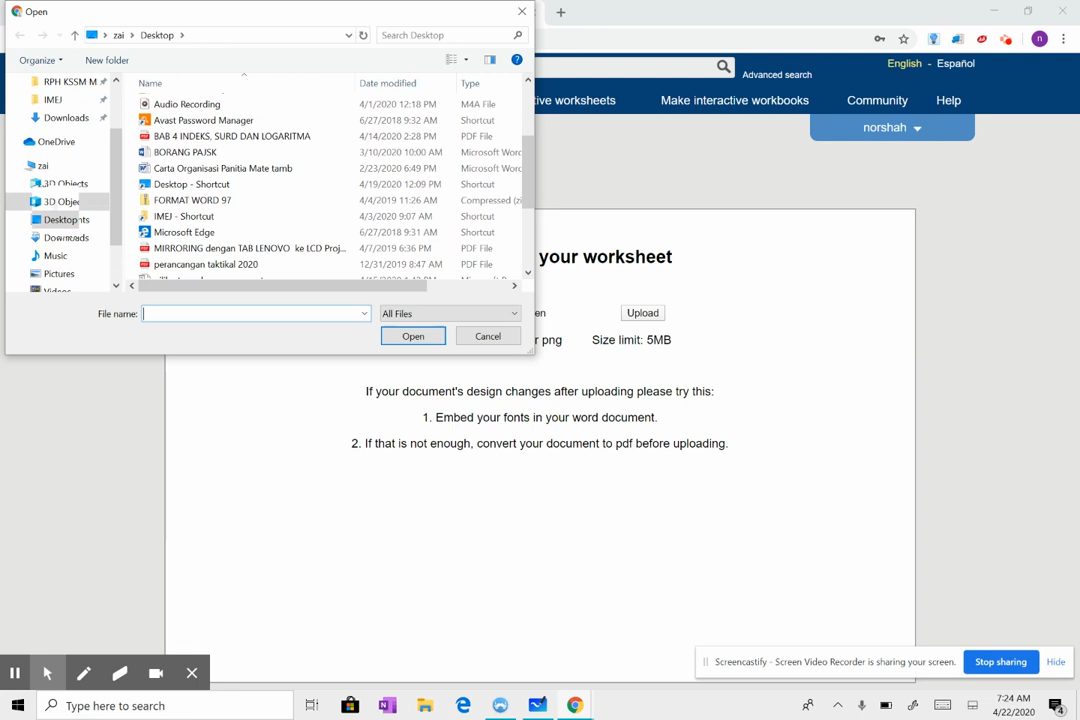 Open
zai
Desktop
Search Desktop
Organize
New folder
Name
Date modified
Type
RPH KSSM M
IMEJ
Downloads
OneDrive
zai
3D Objects
3D Objec
Desktop
Downloads
Music
Pictures
Videos
Audio Recording 4/1/2020 12:18 PM M4A File
Avast Password Manager 6/27/2018 9:32 AM Shortcut
BAB 4 INDEKS, SURD DAN LOGARITMA 4/14/2020 2:28 PM PDF File
BORANG PAJSK 3/10/2020 10:00 AM Microsoft Word
Carta Organisasi Panitia Mate tamb 2/23/2020 6:49 PM Microsoft Word
Desktop - Shortcut 4/19/2020 12:09 PM Shortcut
FORMAT WORD 97 4/4/2019 11:26 AM Compressed (zi
IMEJ - Shortcut 4/3/2020 9:07 AM Shortcut
Microsoft Edge 6/27/2018 9:31 AM Shortcut
MIRRORING dengan TAB LENOVO ke LCD Proj... 4/7/2019 6:36 PM PDF File
perancangan taktikal 2020 12/31/2019 8:47 AM PDF File
File name:
All Files
Open
Cancel
n
English - Español
Advanced search
tive worksheets
Make interactive workbooks
Community
Help
norshah
your worksheet
en
Upload
r png
Size limit: 5MB
If your document's design changes after uploading please try this:
1. Embed your fonts in your word document.
2. If that is not enough, convert your document to pdf before uploading.
Screencastify - Screen Video Recorder is sharing your screen.
Stop sharing
Hide
Type here to search
7:24 AM
4/22/2020
4